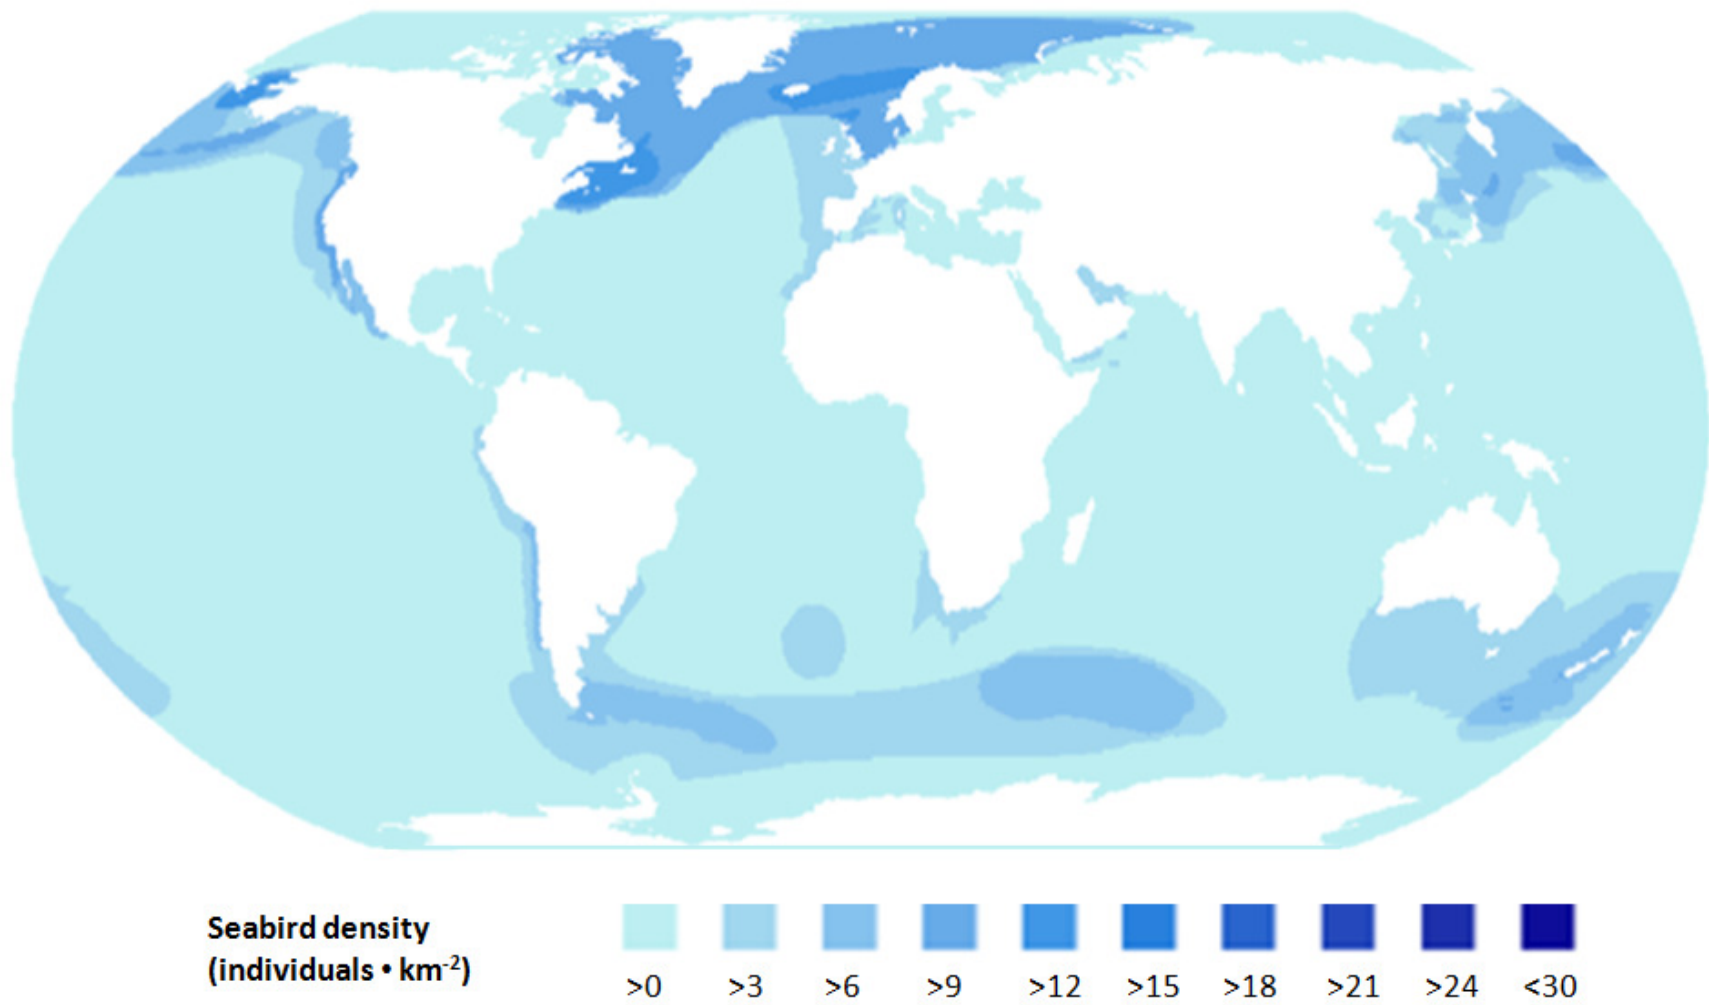 Seabird density
(individuals • km⁻²)
>0 >3 >6 >9 >12 >15 >18 >21 >24 <30